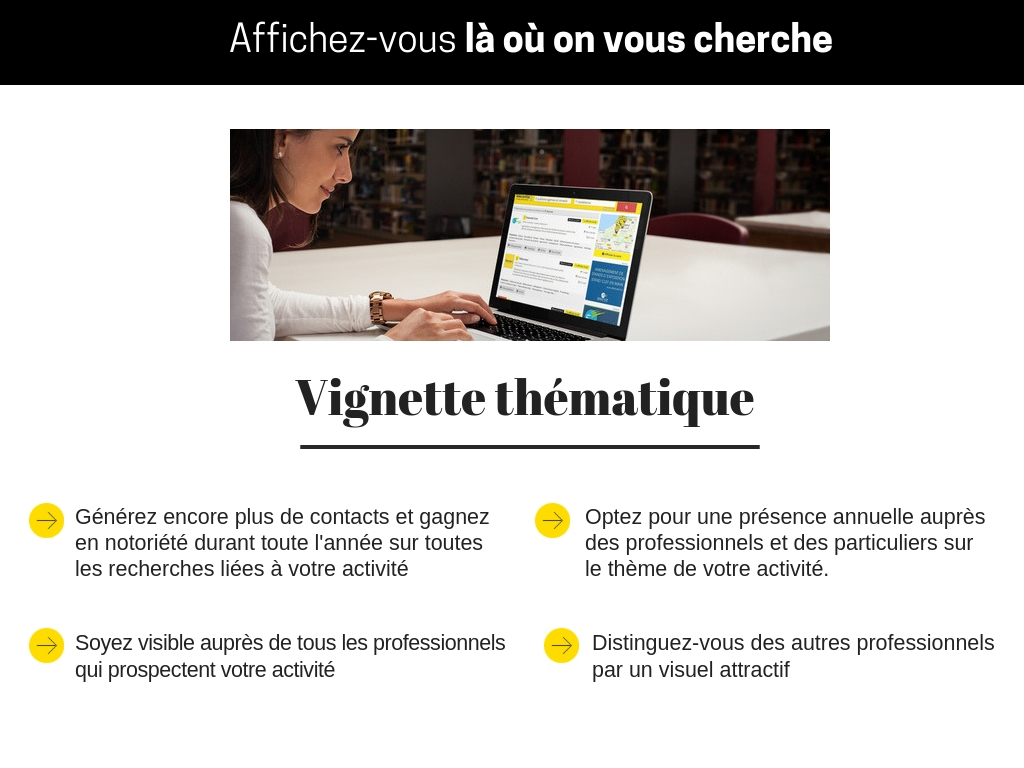 Affichez-vous là où on vous cherche
Vignette thématique
Générez encore plus de contacts et gagnez
en notoriété durant toute l'année sur toutes
les recherches liées à votre activité
Optez pour une présence annuelle auprès
des professionnels et des particuliers sur
le thème de votre activité.
Soyez visible auprès de tous les professionnels
qui prospectent votre activité
Distinguez-vous des autres professionnels
par un visuel attractif